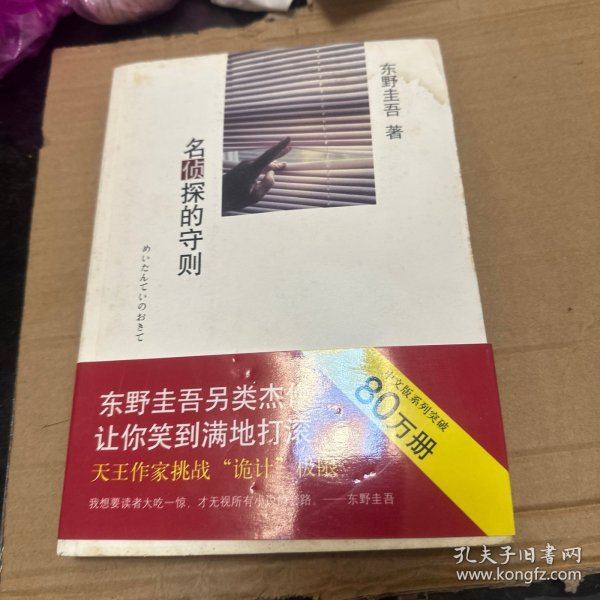 东野圭吾 著
名侦探的守则
めいたんていのおきて
中文版系列突破
80万册
东野圭吾另类杰作
让你笑到满地打滚
天王作家挑战“诡计”极限
我想要读者大吃一惊，才无视所有小说的套路。——东野圭吾
孔夫子旧书网
www.kongfz.com